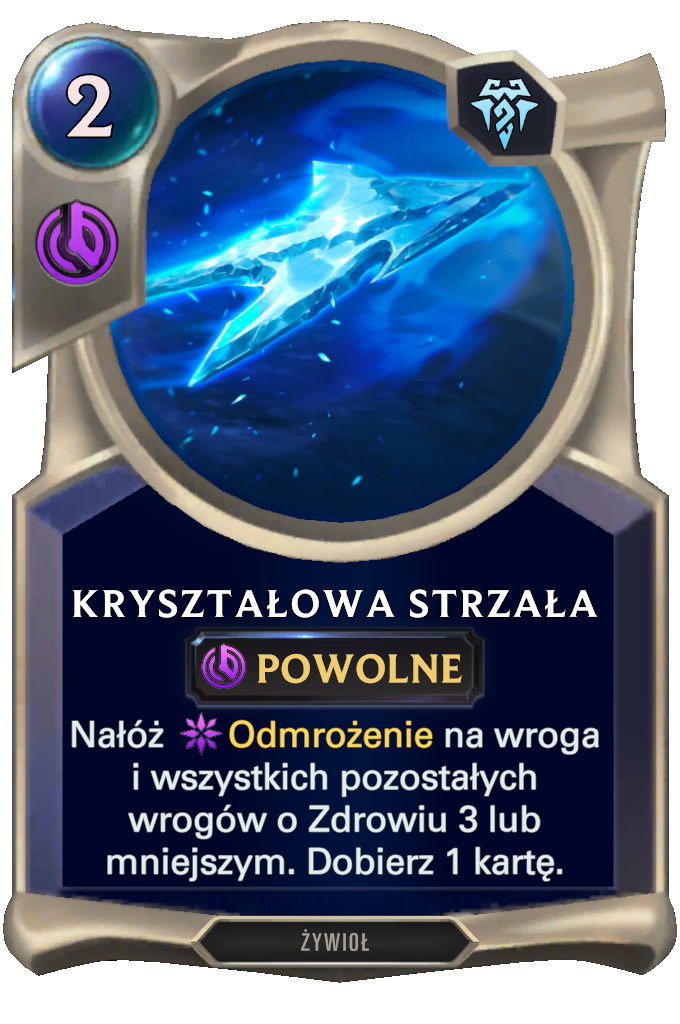 2
KRYSZTAŁOWA STRZAŁA
POWOLNE
Nałóż Odmrożenie na wroga
i wszystkich pozostałych
wrogów o Zdrowiu 3 lub
mniejszym. Dobierz 1 kartę.
ŻYWIOŁ